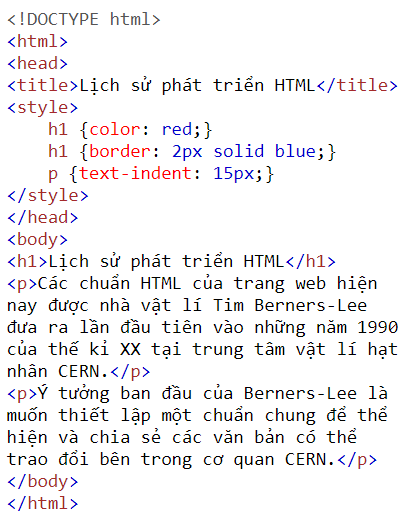 <!DOCTYPE html>
<html>
<head>
<title>Lịch sử phát triển HTML</title>
<style>
    h1 {color: red;}
    h1 {border: 2px solid blue;}
    p {text-indent: 15px;}
</style>
</head>
<body>
<h1>Lịch sử phát triển HTML</h1>
<p>Các chuẩn HTML của trang web hiện
nay được nhà vật lí Tim Berners-Lee
đưa ra lần đầu tiên vào những năm 1990
của thế kỉ XX tại trung tâm vật lí hạt
nhân CERN.</p>
<p>Ý tưởng ban đầu của Berners-Lee là
muốn thiết lập một chuẩn chung để thể
hiện và chia sẻ các văn bản có thể
trao đổi bên trong cơ quan CERN.</p>
</body>
</html>